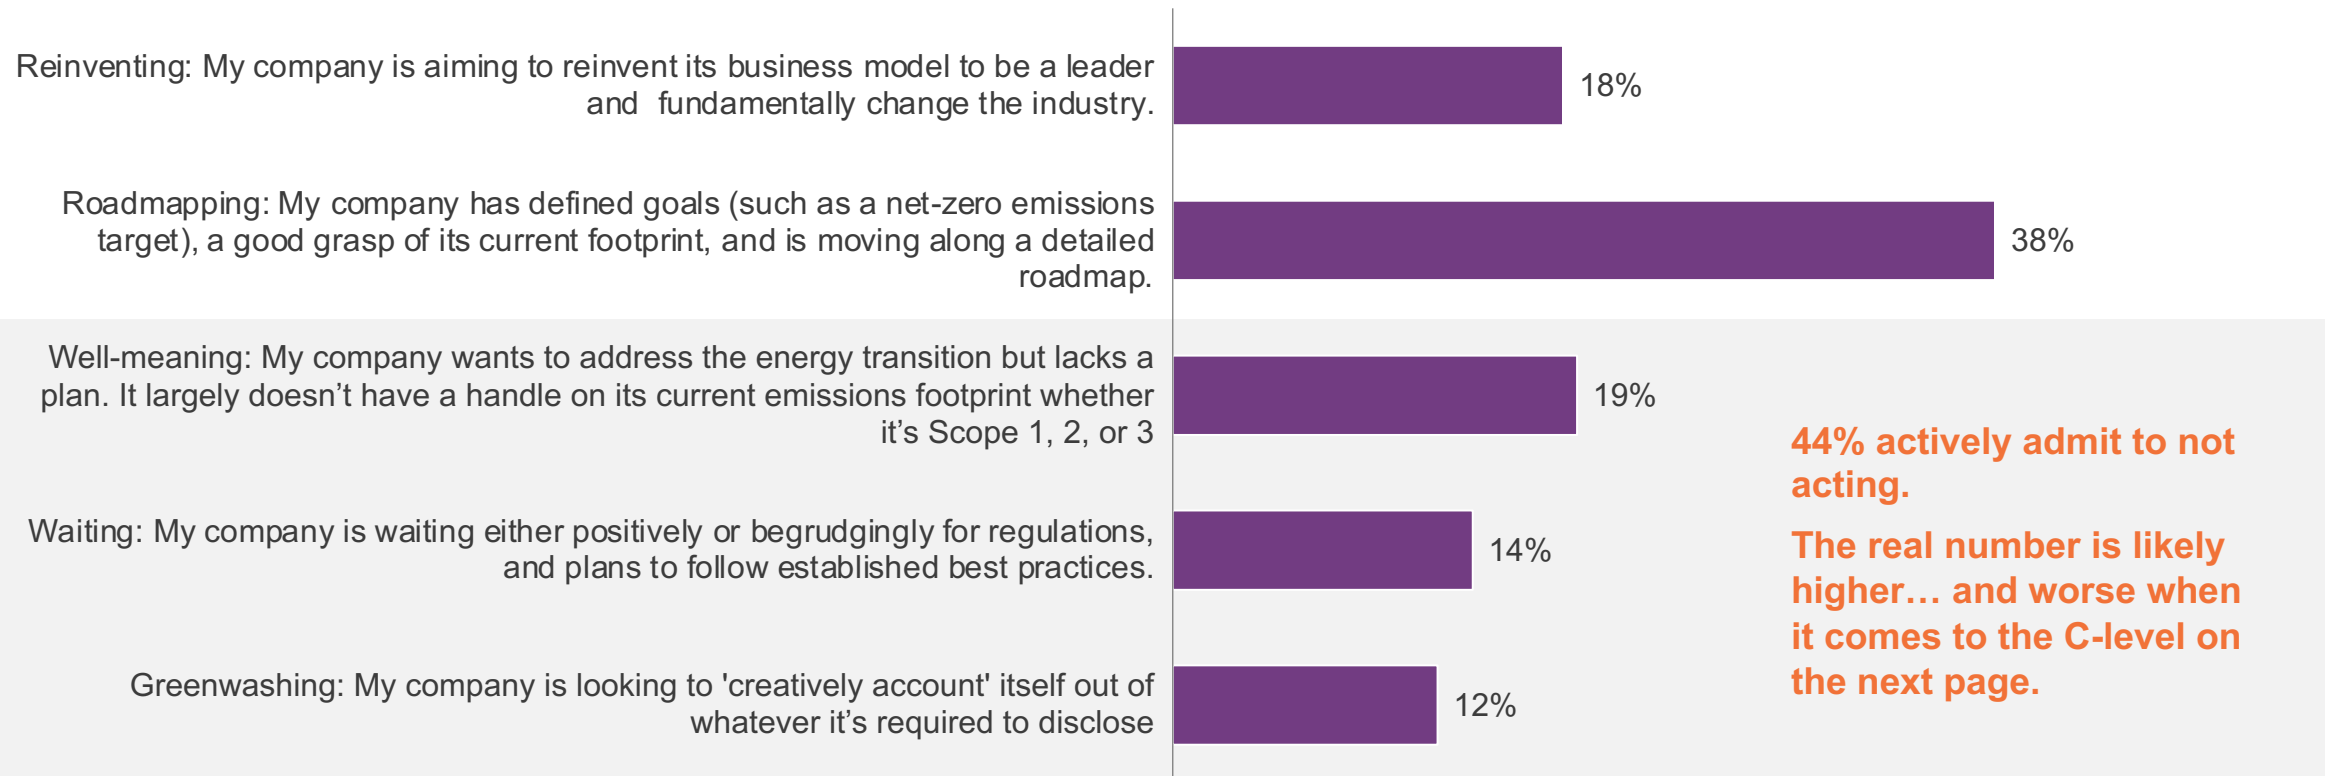 Reinventing: My company is aiming to reinvent its business model to be a leader
and fundamentally change the industry.
18%
Roadmapping: My company has defined goals (such as a net-zero emissions
target), a good grasp of its current footprint, and is moving along a detailed
roadmap.
38%
Well-meaning: My company wants to address the energy transition but lacks a
plan. It largely doesn’t have a handle on its current emissions footprint whether
it’s Scope 1, 2, or 3
19%
Waiting: My company is waiting either positively or begrudgingly for regulations,
and plans to follow established best practices.
14%
Greenwashing: My company is looking to 'creatively account' itself out of
whatever it’s required to disclose
12%
44% actively admit to not
acting.
The real number is likely
higher… and worse when
it comes to the C-level on
the next page.